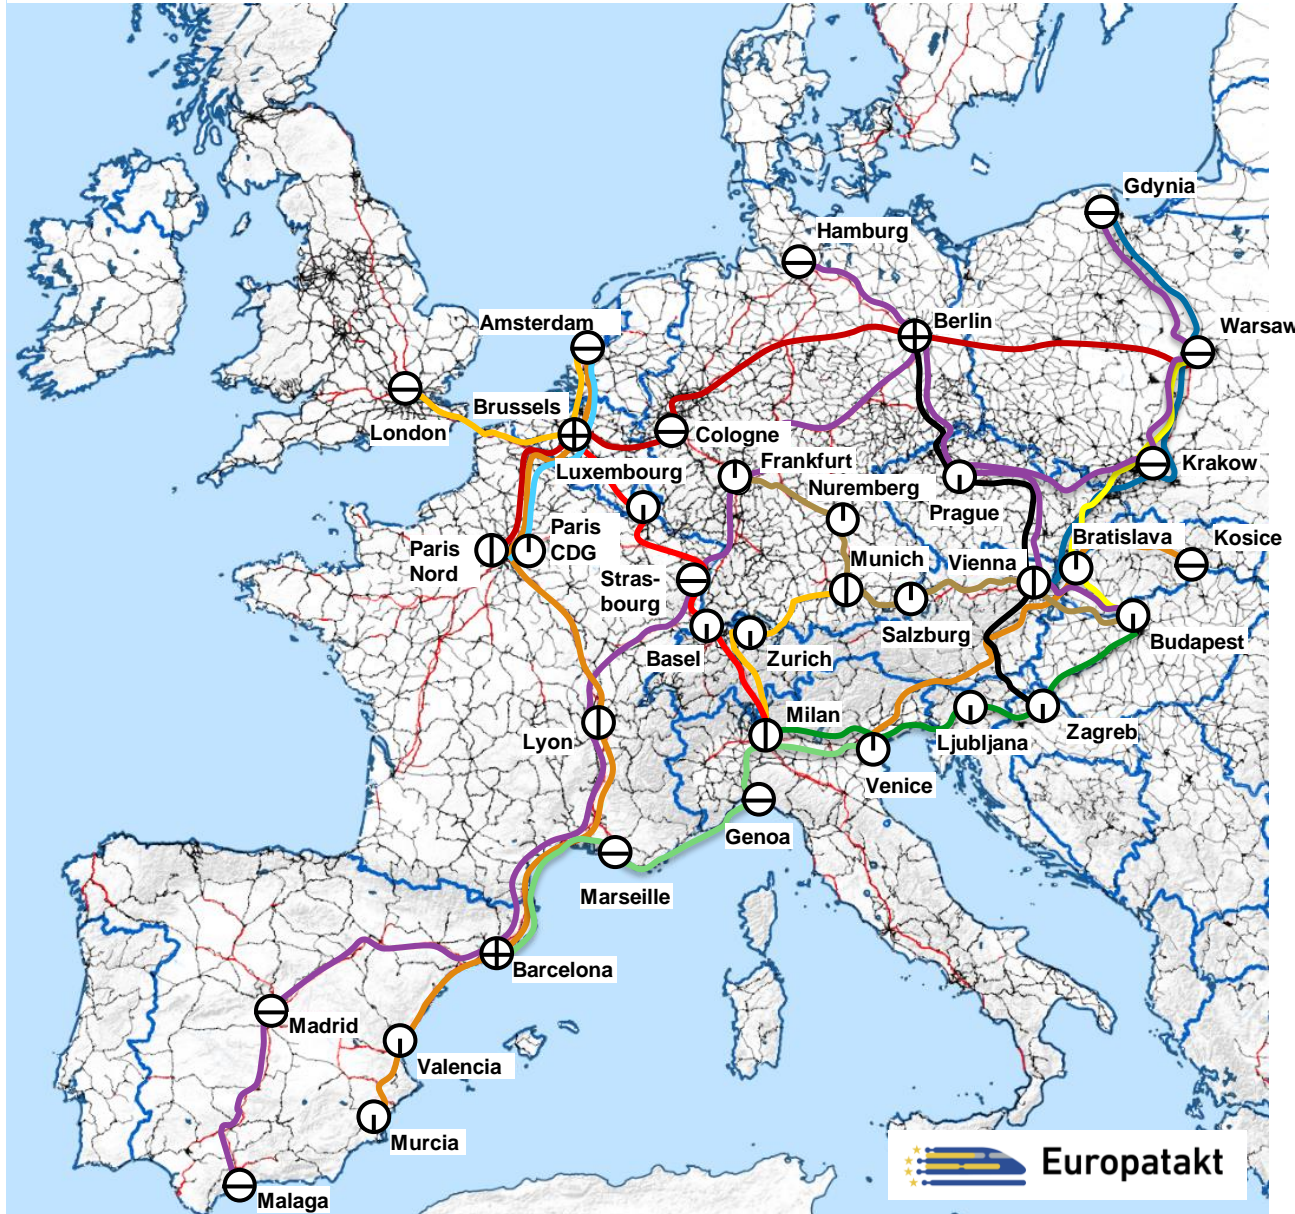 Gdynia
Hamburg
Berlin
Warsaw
Amsterdam
Brussels
London
Cologne
Krakow
Luxembourg
Frankfurt
Nuremberg
Prague
Paris
Nord
Paris
CDG
Bratislava
Kosice
Munich
Vienna
Stras-
bourg
Salzburg
Budapest
Basel
Zurich
Milan
Lyon
Ljubljana
Zagreb
Venice
Genoa
Marseille
Barcelona
Madrid
Valencia
Murcia
Malaga
Europatakt